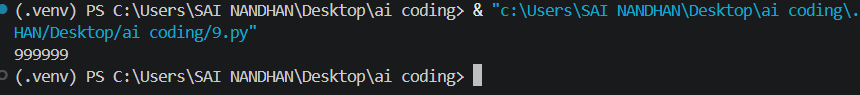 (.venv) PS C:\Users\SAI NANDHAN\Desktop\ai coding> & "c:\Users\SAI NANDHAN\Desktop\ai coding\.
HAN/Desktop/ai coding/9.py"
999999
(.venv) PS C:\Users\SAI NANDHAN\Desktop\ai coding>